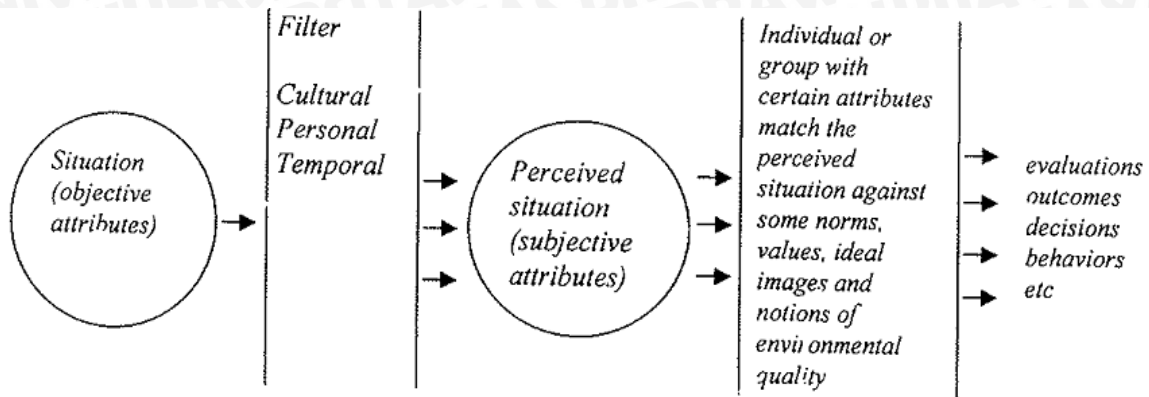 Situation
(objective
attributes)
Filter
Cultural
Personal
Temporal
Perceived
situation
(subjective
attributes)
Individual or
group with
certain attributes
match the
perceived
situation against
some norms,
values, ideal
images and
notions of
environmental
quality
evaluations
outcomes
decisions
behaviors
etc